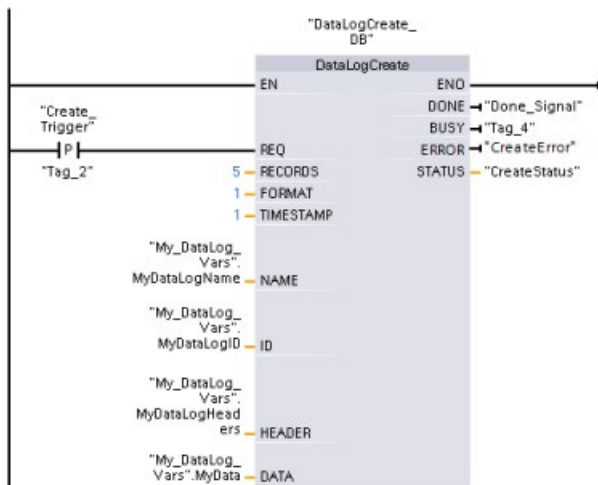 "DataLogCreate_
DB"
DataLogCreate
EN
ENO
DONE
"Done_Signal"
"Create_
Trigger"
BUSY
"Tag_4"
P
REQ
ERROR
"CreateError"
"Tag_2"
5
RECORDS
STATUS
"CreateStatus"
1
FORMAT
1
TIMESTAMP
"My_DataLog_
Vars".
MyDataLogName
NAME
"My_DataLog_
Vars".
MyDataLogID
ID
"My_DataLog_
Vars".
MyDataLogHead
ers
HEADER
"My_DataLog_
Vars".MyData
DATA